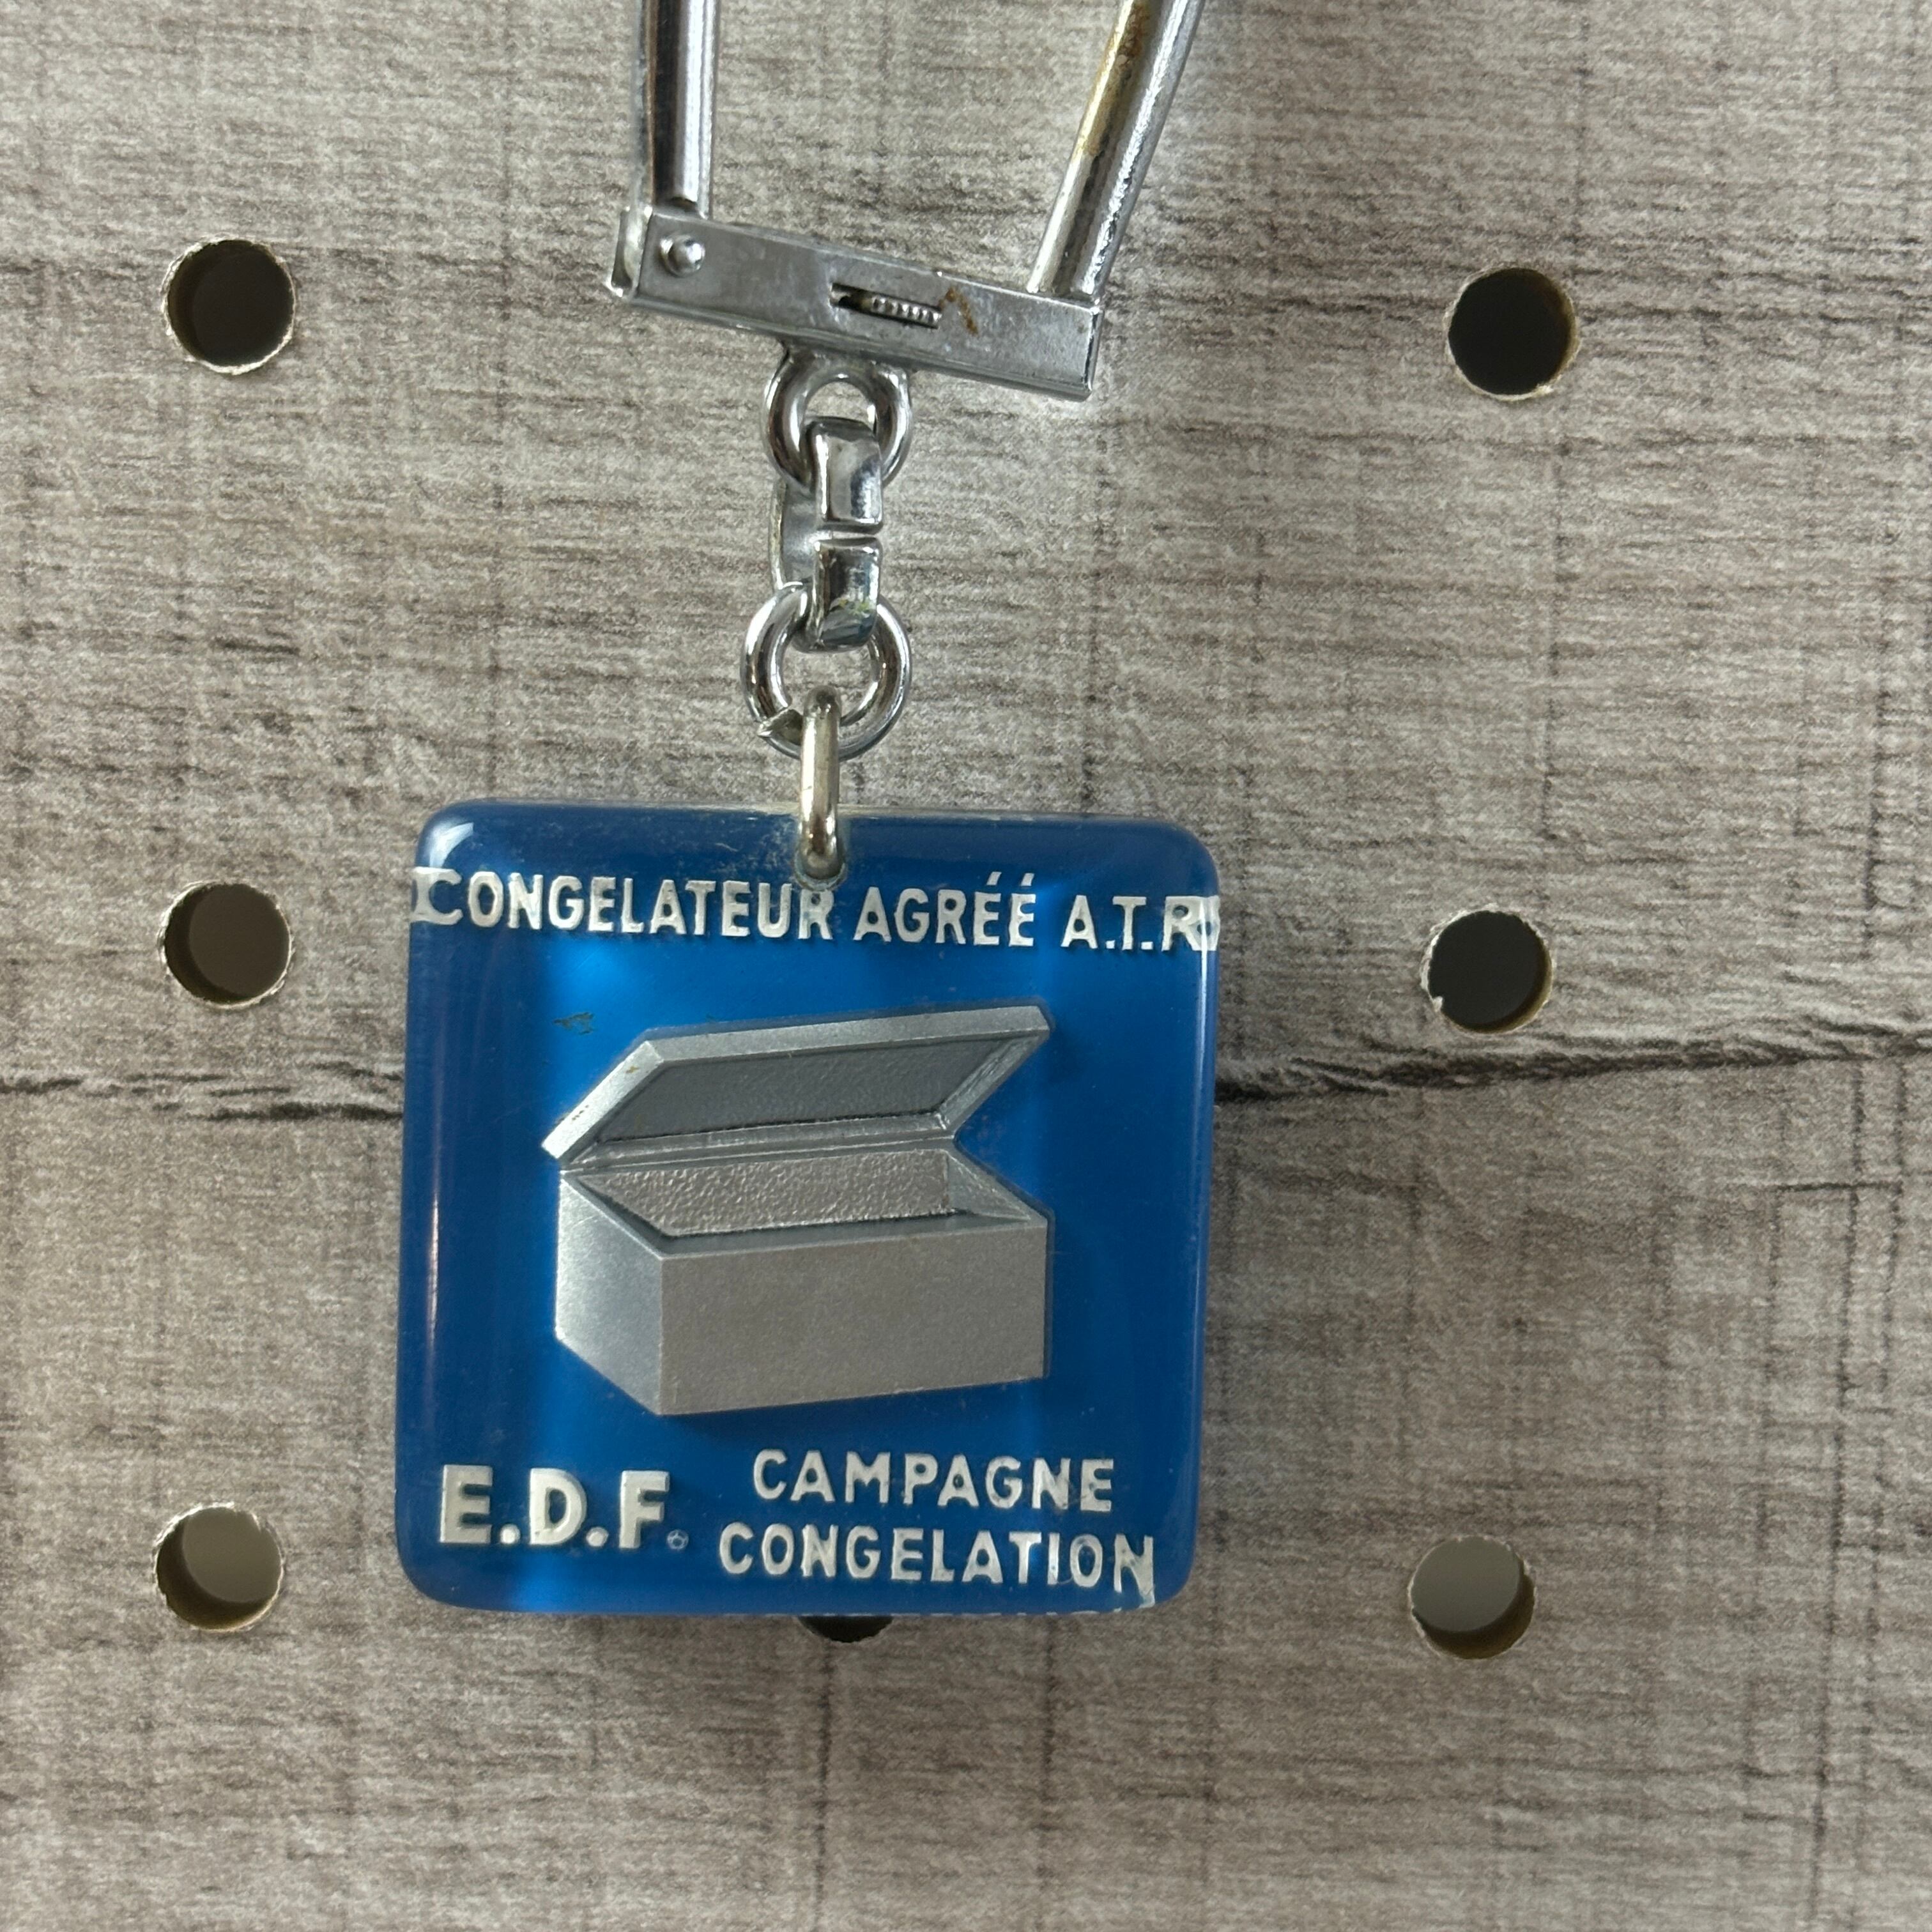 CONGELATEUR AGRÉÉ A.T.R
E.D.F.
CAMPAGNE
CONGELATION